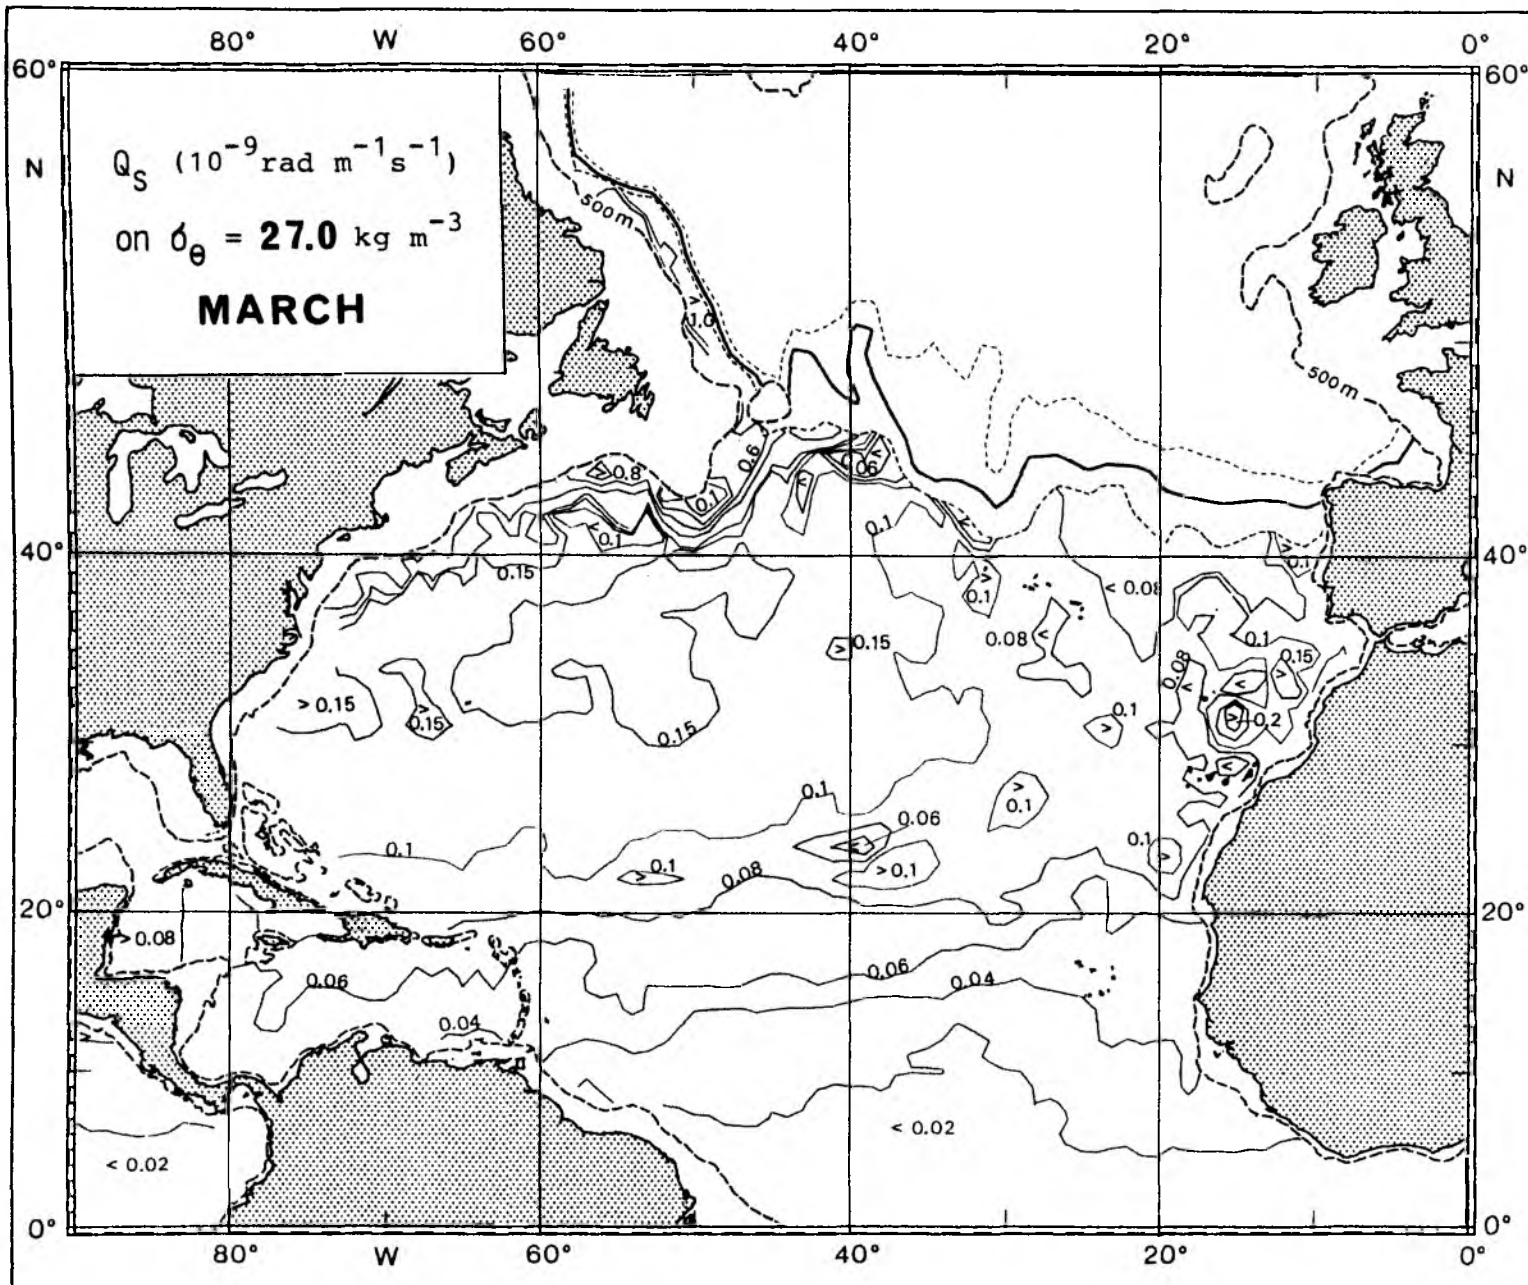 80° W 60° 40° 20° 0°
60° 60°
N N
Q_S (10⁻⁹ rad m⁻¹s⁻¹)
on σ_θ = 27.0 kg m⁻³
MARCH
500m
> 1.0
500m
0.6
> 0.8 < 0.06
> 0.1 <
< 0.1 0.1
40° > 0.1 40°
0.15 > 0.1 < 0.08
0.08 < 0.1
> 0.15 0.15
0.08 >
> 0.15 < <
> 0.15 0.15 > 0.1 > 0.2
<
0.1 > 0.1
0.06
0.1 > 0.1 < > 0.1 0.1 >
0.08
20° 20°
> 0.08
0.06 0.06
0.04 0.04
< 0.02
< 0.02
0° 0°
80° W 60° 40° 20° 0°